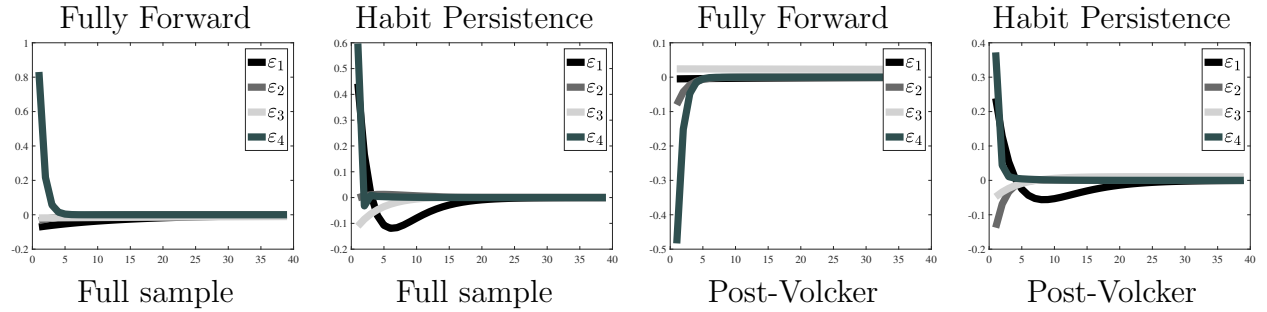 Fully Forward
1
0.8
0.6
0.4
0.2
0
-0.2
0 5 10 15 20 25 30 35 40
ε1
ε2
ε3
ε4
Full sample
Habit Persistence
0.6
0.5
0.4
0.3
0.2
0.1
0
-0.1
-0.2
0 5 10 15 20 25 30 35 40
ε1
ε2
ε3
ε4
Full sample
Fully Forward
0.1
0
-0.1
-0.2
-0.3
-0.4
-0.5
0 5 10 15 20 25 30 35 40
ε1
ε2
ε3
ε4
Post-Volcker
Habit Persistence
0.4
0.3
0.2
0.1
0
-0.1
-0.2
0 5 10 15 20 25 30 35 40
ε1
ε2
ε3
ε4
Post-Volcker